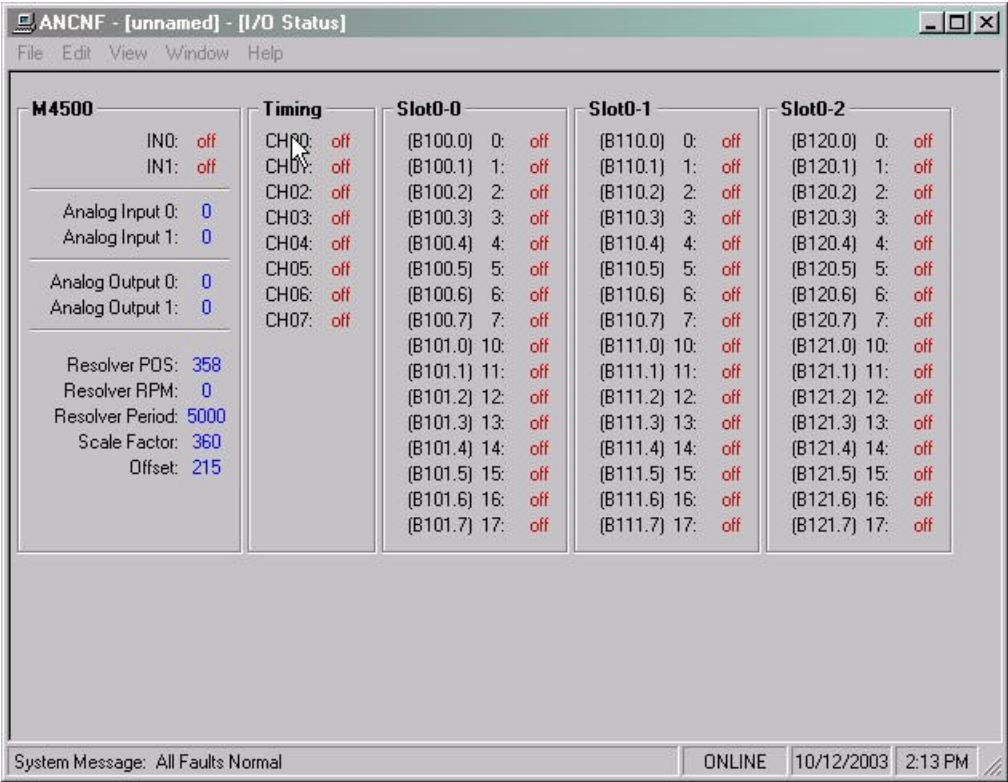 ANCNF - [unnamed] - [I/O Status]
File Edit View Window Help
M4500
IN0: off
IN1: off
Analog Input 0: 0
Analog Input 1: 0
Analog Output 0: 0
Analog Output 1: 0
Resolver POS: 358
Resolver RPM: 0
Resolver Period: 5000
Scale Factor: 360
Offset: 215
Timing
CH00: off
CH01: off
CH02: off
CH03: off
CH04: off
CH05: off
CH06: off
CH07: off
Slot0-0
(B100.0) 0: off
(B100.1) 1: off
(B100.2) 2: off
(B100.3) 3: off
(B100.4) 4: off
(B100.5) 5: off
(B100.6) 6: off
(B100.7) 7: off
(B101.0) 10: off
(B101.1) 11: off
(B101.2) 12: off
(B101.3) 13: off
(B101.4) 14: off
(B101.5) 15: off
(B101.6) 16: off
(B101.7) 17: off
Slot0-1
(B110.0) 0: off
(B110.1) 1: off
(B110.2) 2: off
(B110.3) 3: off
(B110.4) 4: off
(B110.5) 5: off
(B110.6) 6: off
(B110.7) 7: off
(B111.0) 10: off
(B111.1) 11: off
(B111.2) 12: off
(B111.3) 13: off
(B111.4) 14: off
(B111.5) 15: off
(B111.6) 16: off
(B111.7) 17: off
Slot0-2
(B120.0) 0: off
(B120.1) 1: off
(B120.2) 2: off
(B120.3) 3: off
(B120.4) 4: off
(B120.5) 5: off
(B120.6) 6: off
(B120.7) 7: off
(B121.0) 10: off
(B121.1) 11: off
(B121.2) 12: off
(B121.3) 13: off
(B121.4) 14: off
(B121.5) 15: off
(B121.6) 16: off
(B121.7) 17: off
System Message: All Faults Normal
ONLINE
10/12/2003
2:13 PM